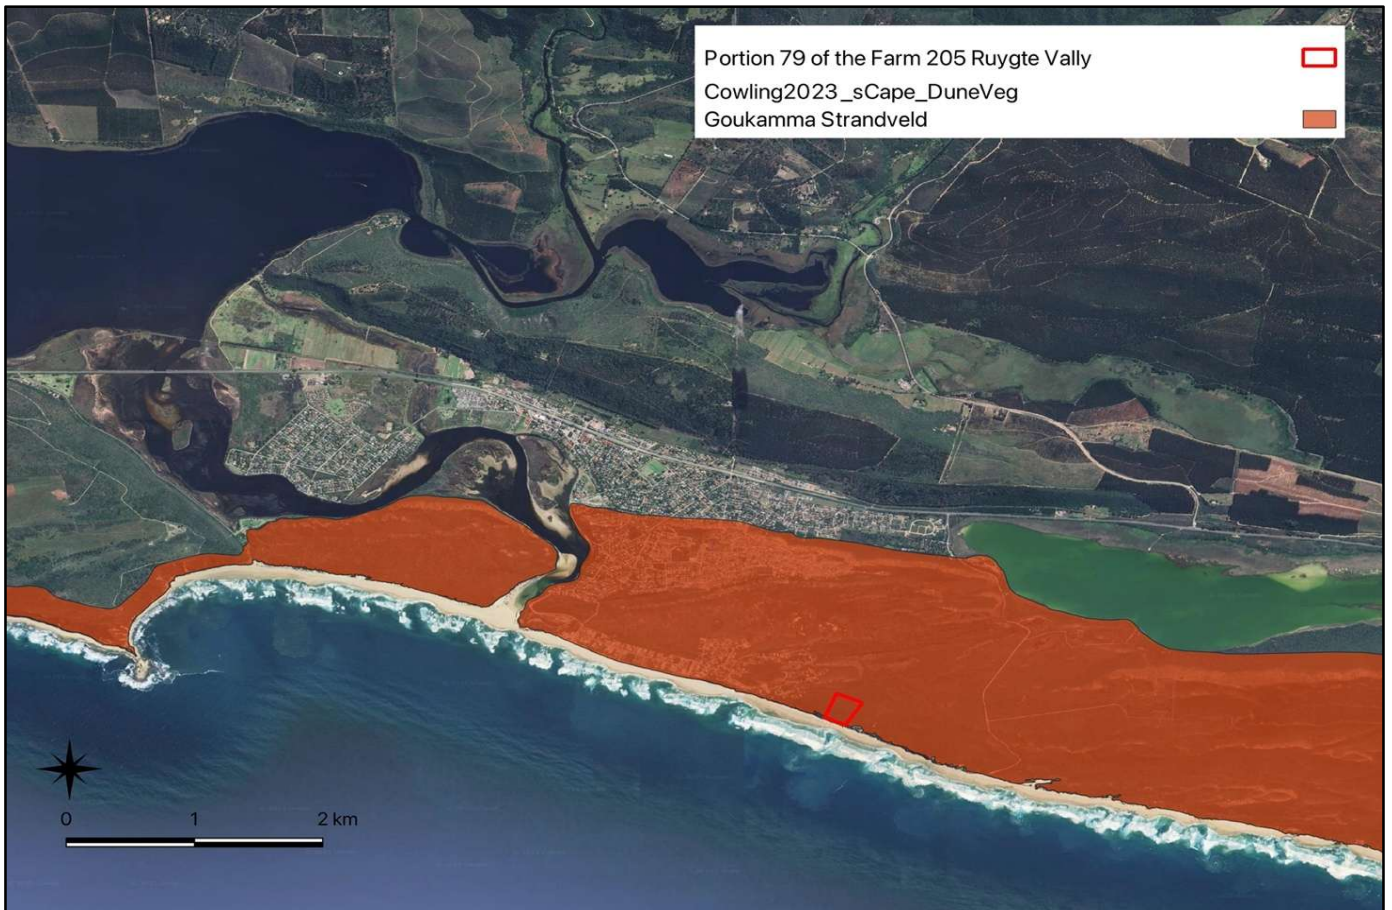 Portion 79 of the Farm 205 Ruygte Vally
Cowling2023_sCape_DuneVeg
Goukamma Strandveld
0 1 2 km